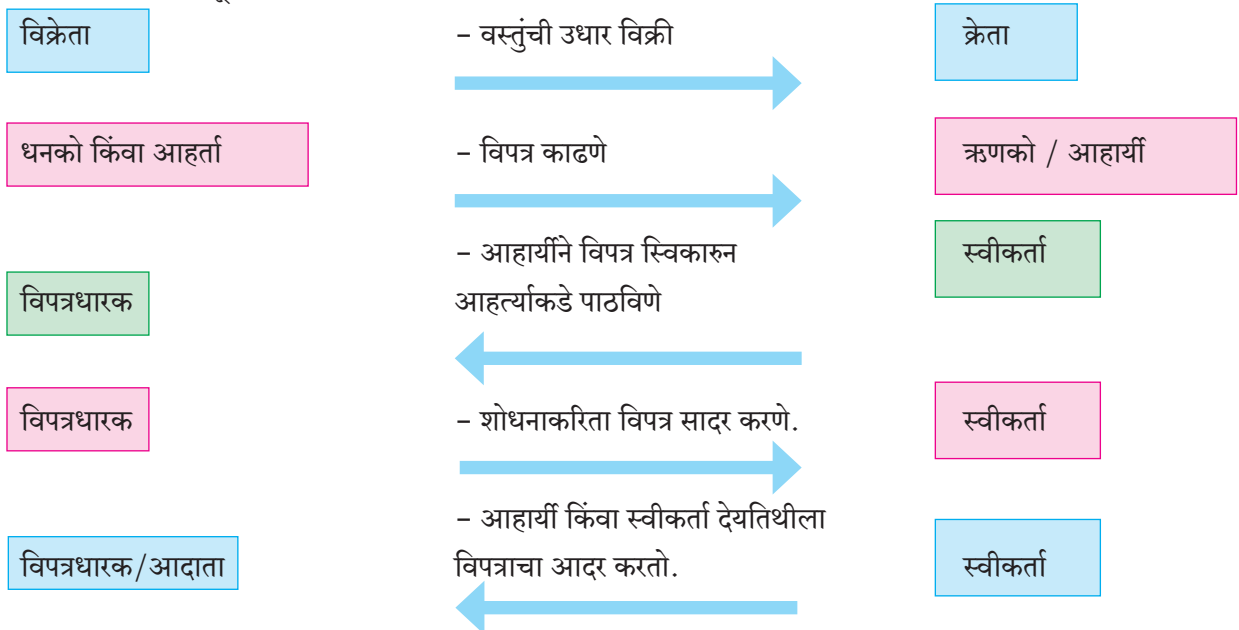 विक्रेता – वस्तुंची उधार विक्री क्रेता
धनको किंवा आहर्ता – विपत्र काढणे ऋणको / आहार्यी
– आहार्यीने विपत्र स्विकारुन स्वीकर्ता
विपत्रधारक आहर्त्याकडे पाठविणे
विपत्रधारक – शोधनाकरिता विपत्र सादर करणे. स्वीकर्ता
– आहार्यी किंवा स्वीकर्ता देयतिथीला
विपत्रधारक/आदाता विपत्राचा आदर करतो. स्वीकर्ता